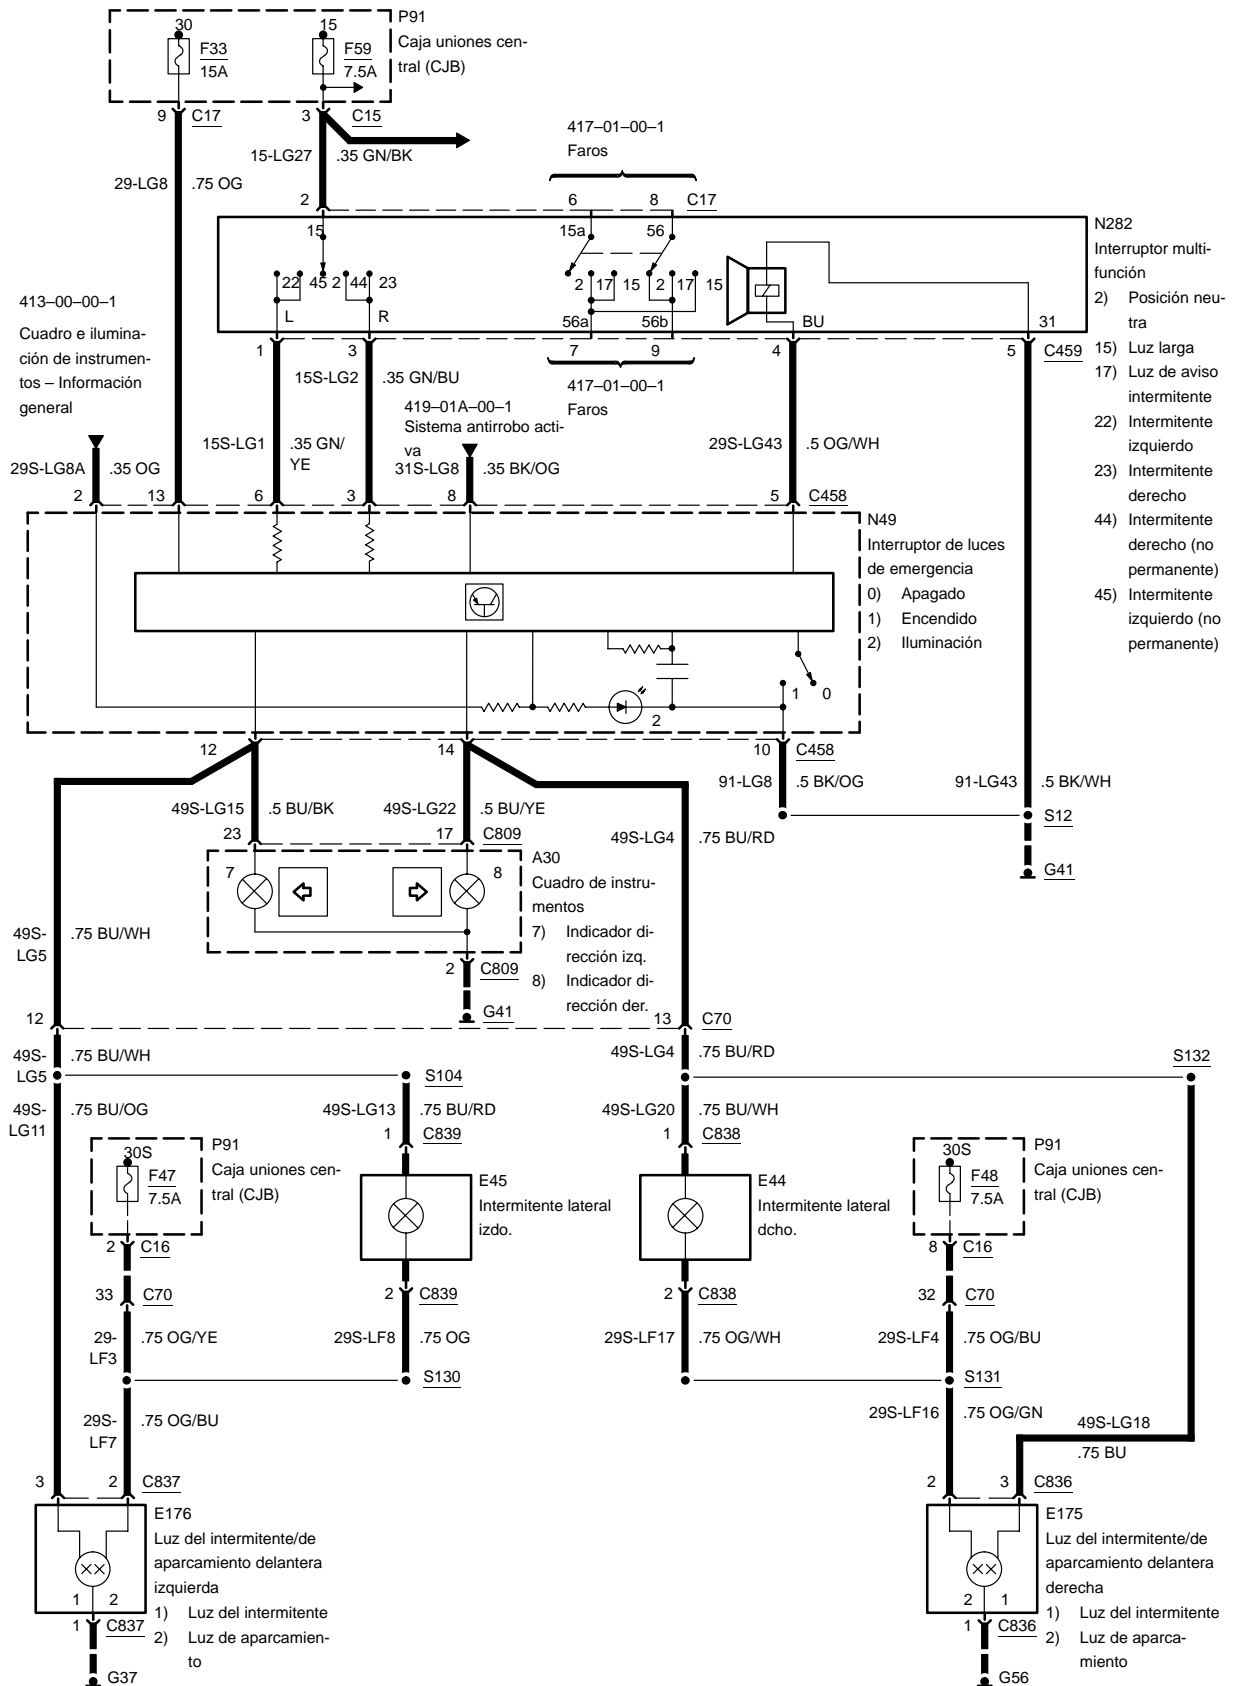 30
15
P91
F33
15A
F59
7.5A
Caja uniones cen-
tral (CJB)
9
C17
3
C15
15-LG27
.35 GN/BK
417–01–00–1
Faros
29-LG8
.75 OG
2
6
8
C17
15
15a
56
22
45
2
44
23
2
17
15
2
17
15
L
R
56a
56b
BU
31
N282
Interruptor multi-
función
2) Posición neu-
tra
15) Luz larga
17) Luz de aviso
intermitente
22) Intermitente
izquierdo
23) Intermitente
derecho
44) Intermitente
derecho (no
permanente)
45) Intermitente
izquierdo (no
permanente)
413–00–00–1
Cuadro e ilumina-
ción de instrumen-
tos – Información
general
1
3
7
9
4
5
C459
15S-LG2
.35 GN/BU
417–01–00–1
Faros
419–01A–00–1
Sistema antirrobo acti-
va
15S-LG1
.35 GN/
YE
31S-LG8
.35 BK/OG
29S-LG43
.5 OG/WH
29S-LG8A
.35 OG
2
13
6
3
8
5
C458
N49
Interruptor de luces
de emergencia
0) Apagado
1) Encendido
2) Iluminación
1
0
2
12
14
10
C458
91-LG8
.5 BK/OG
91-LG43
.5 BK/WH
49S-LG15
.5 BU/BK
49S-LG22
.5 BU/YE
S12
23
17
C809
49S-LG4
.75 BU/RD
G41
7
8
A30
Cuadro de instru-
mentos
7) Indicador di-
rección izq.
8) Indicador di-
rección der.
49S-
LG5
.75 BU/WH
2
C809
G41
12
13
C70
49S-
LG5
.75 BU/WH
49S-LG4
.75 BU/RD
S132
S104
49S-
LG11
.75 BU/OG
49S-LG13
.75 BU/RD
49S-LG20
.75 BU/WH
1
C839
1
C838
30S
F47
7.5A
P91
Caja uniones cen-
tral (CJB)
E45
Intermitente lateral
izdo.
E44
Intermitente lateral
dcho.
30S
F48
7.5A
P91
Caja uniones cen-
tral (CJB)
2
C16
8
C16
33
C70
2
C839
2
C838
32
C70
29-
LF3
.75 OG/YE
29S-LF8
.75 OG
29S-LF17
.75 OG/WH
29S-LF4
.75 OG/BU
S130
S131
29S-
LF7
.75 OG/BU
29S-LF16
.75 OG/GN
49S-LG18
.75 BU
3
2
C837
2
3
C836
E176
Luz del intermitente/de
aparcamiento delantera
izquierda
1) Luz del intermitente
2) Luz de aparcamien-
to
1
2
1
C837
G37
E175
Luz del intermitente/de
aparcamiento delantera
derecha
1) Luz del intermitente
2) Luz de aparca-
miento
2
1
1
C836
G56